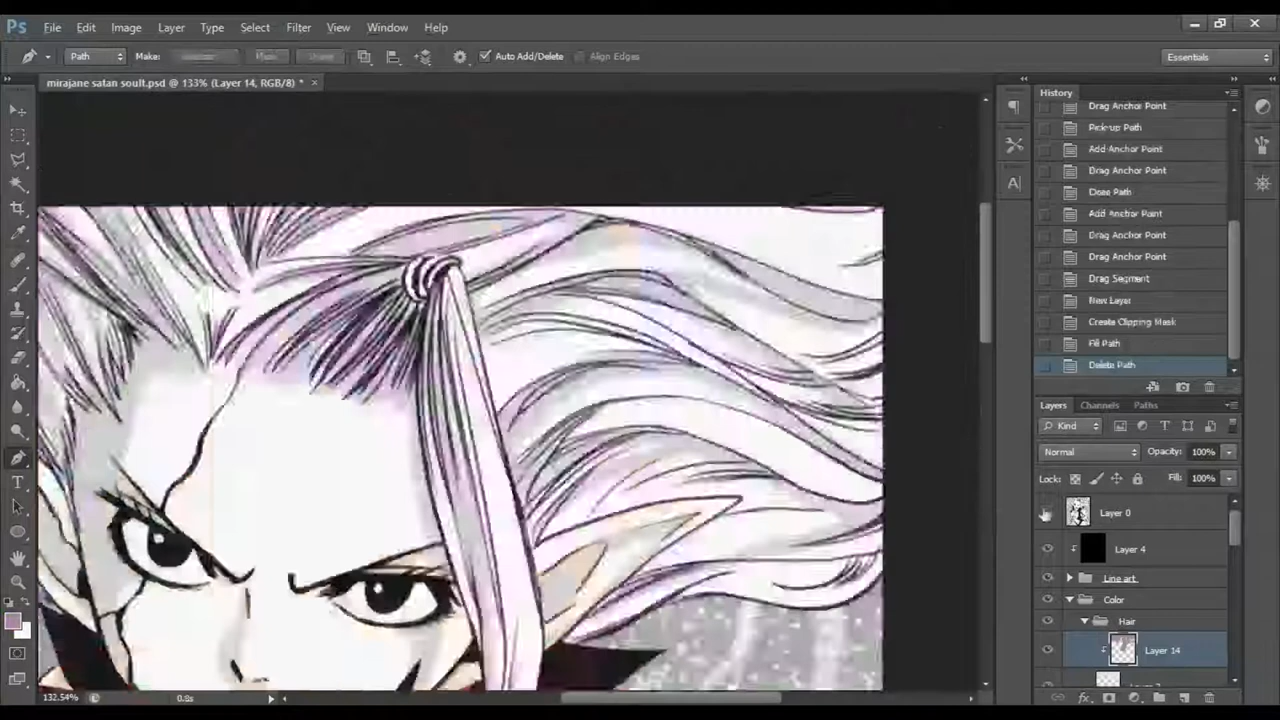 Ps File Edit Image Layer Type Select Filter View Window Help
Path Make: Auto Add/Delete Align Edges Essentials
mirajane satan soult.psd @ 133% (Layer 14, RGB/8) *
History
Drag Anchor Point
Pick-up Path
Add Anchor Point
Drag Anchor Point
Close Path
Add Anchor Point
Drag Anchor Point
Drag Anchor Point
Drag Segment
New Layer
Create Clipping Mask
Fill Path
Delete Path
Layers Channels Paths
Kind
Normal Opacity: 100%
Lock: Fill: 100%
Layer 0
Layer 4
Line art
Color
Hair
Layer 14
132.54% 0.8s